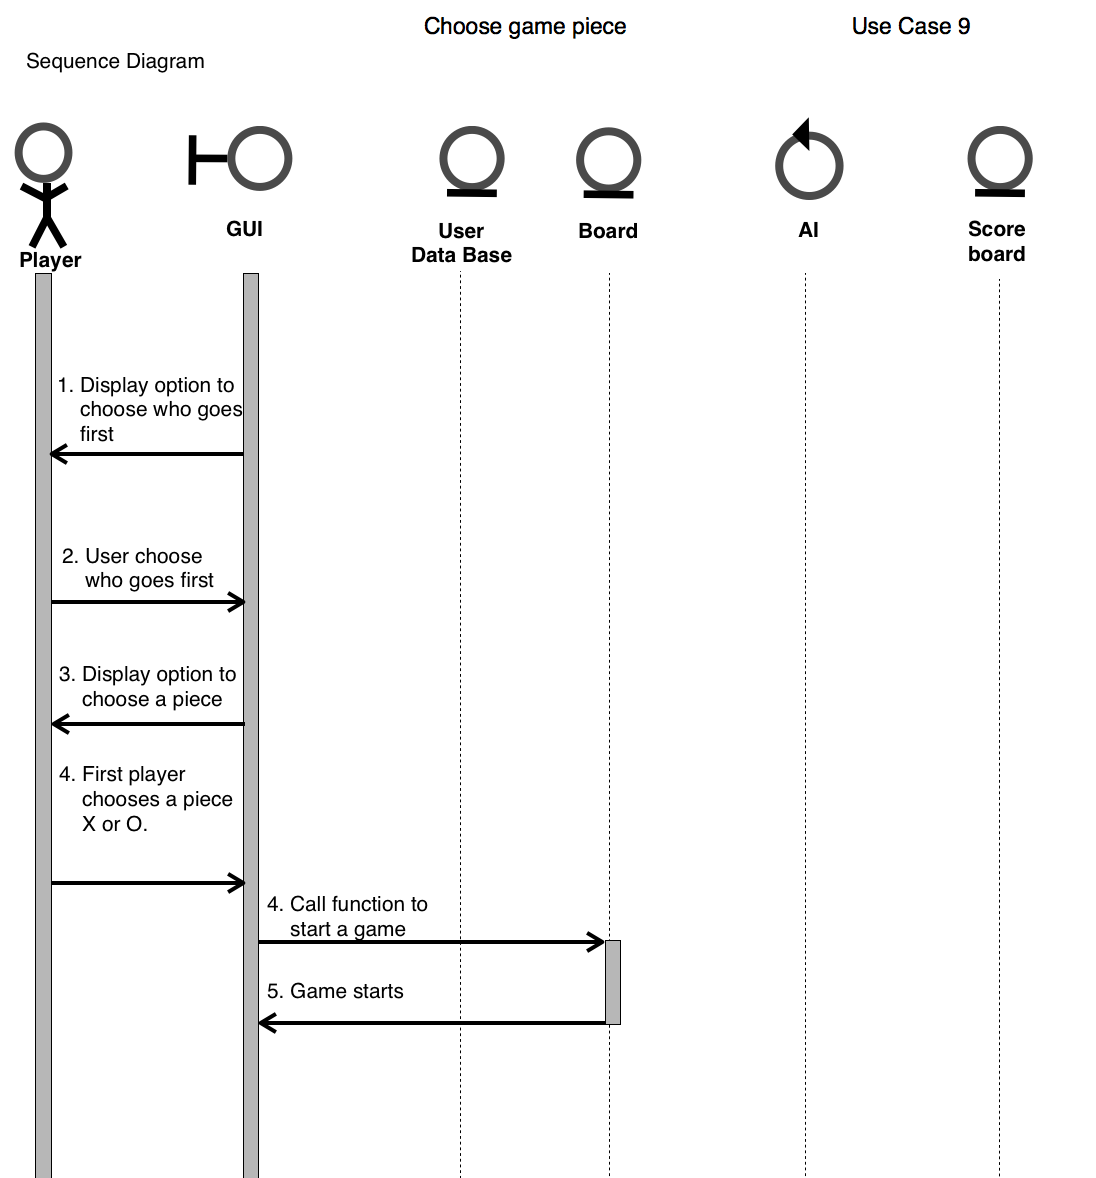 Choose game piece
Use Case 9
Sequence Diagram
Player
GUI
User
Data Base
Board
AI
Score
board
1. Display option to
choose who goes
first
2. User choose
who goes first
3. Display option to
choose a piece
4. First player
chooses a piece
X or O.
4. Call function to
start a game
5. Game starts